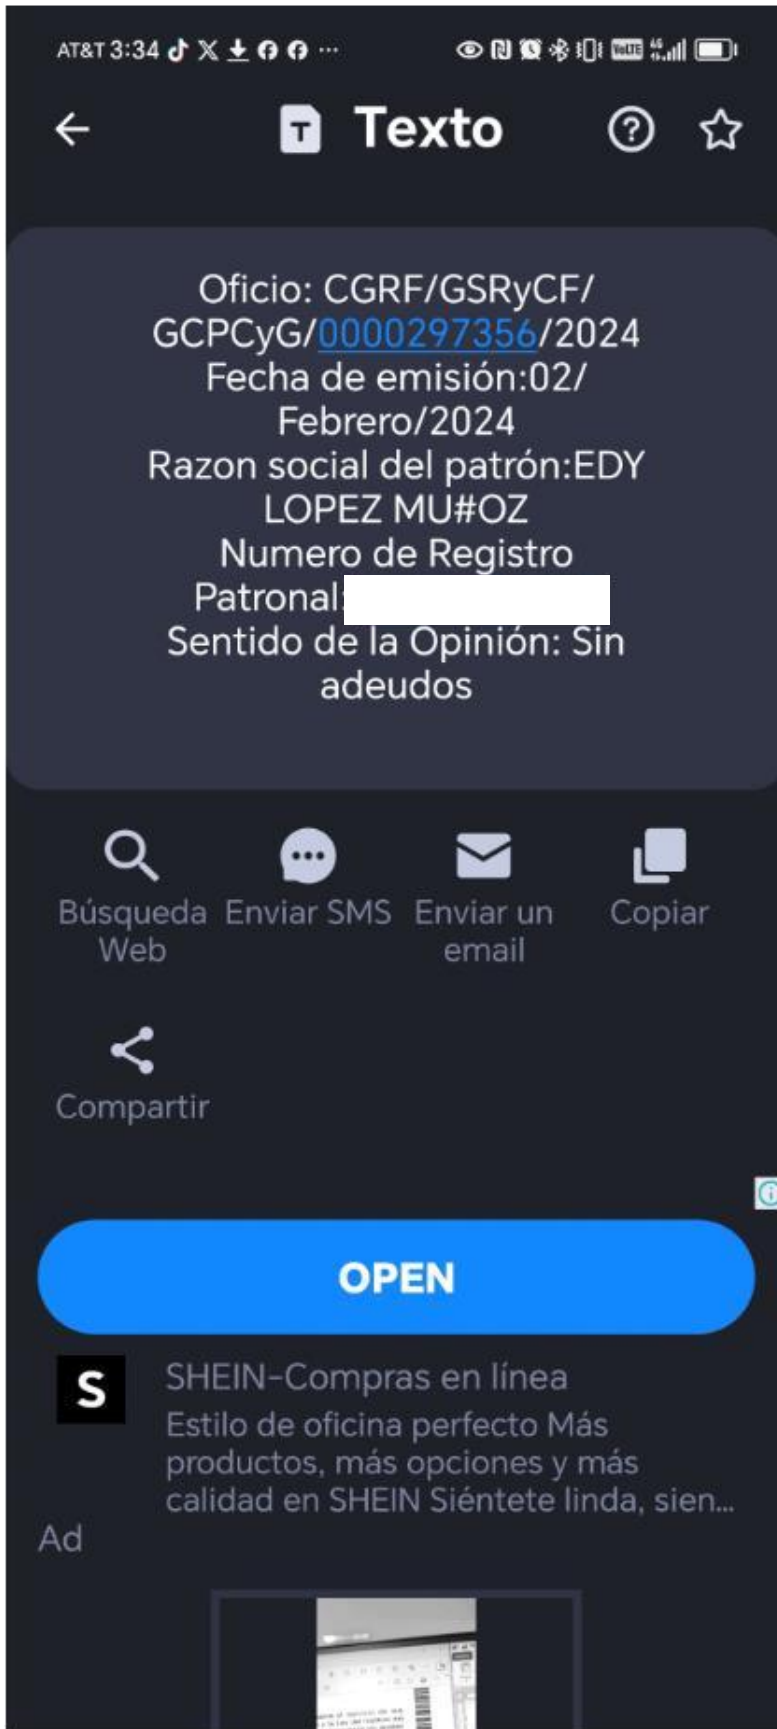 AT&T 3:34
VoLTE 4G
Texto
Oficio: CGRF/GSRyCF/
GCPCyG/0000297356/2024
Fecha de emisión:02/
Febrero/2024
Razon social del patrón:EDY
LOPEZ MU#OZ
Numero de Registro
Patronal:
Sentido de la Opinión: Sin
adeudos
Búsqueda Web
Enviar SMS
Enviar un email
Copiar
Compartir
OPEN
S
SHEIN-Compras en línea
Estilo de oficina perfecto Más
productos, más opciones y más
calidad en SHEIN Siéntete linda, sien...
Ad